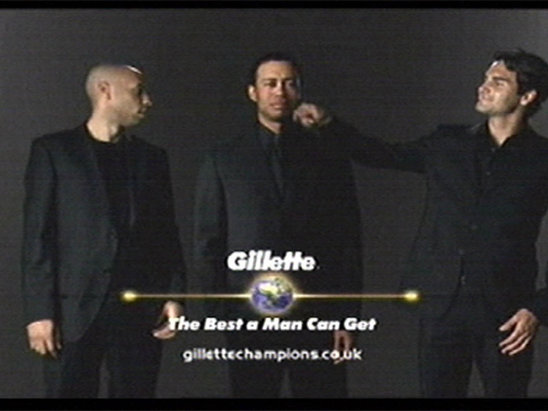 Gillette
The Best a Man Can Get
gillettechampions.co.uk